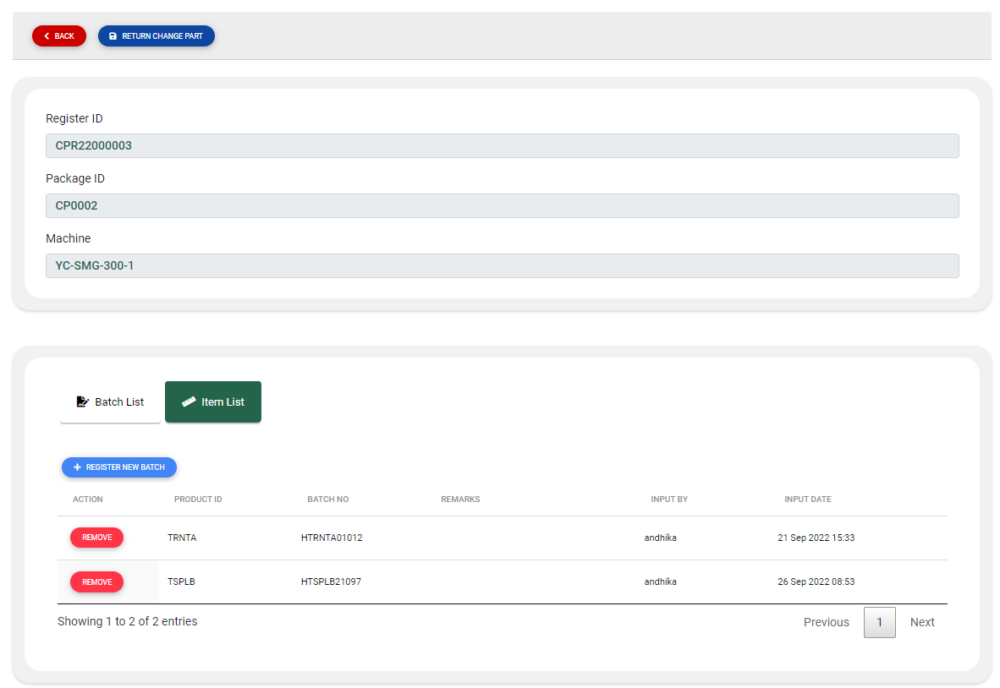 BACK RETURN CHANGE PART
Register ID
CPR22000003
Package ID
CP0002
Machine
YC-SMG-300-1
Batch List Item List
REGISTER NEW BATCH
ACTION PRODUCT ID BATCH NO REMARKS INPUT BY INPUT DATE
REMOVE TRNTA HTRNTA01012 andhika 21 Sep 2022 15:33
REMOVE TSPLB HTSPLB21097 andhika 26 Sep 2022 08:53
Showing 1 to 2 of 2 entries Previous 1 Next